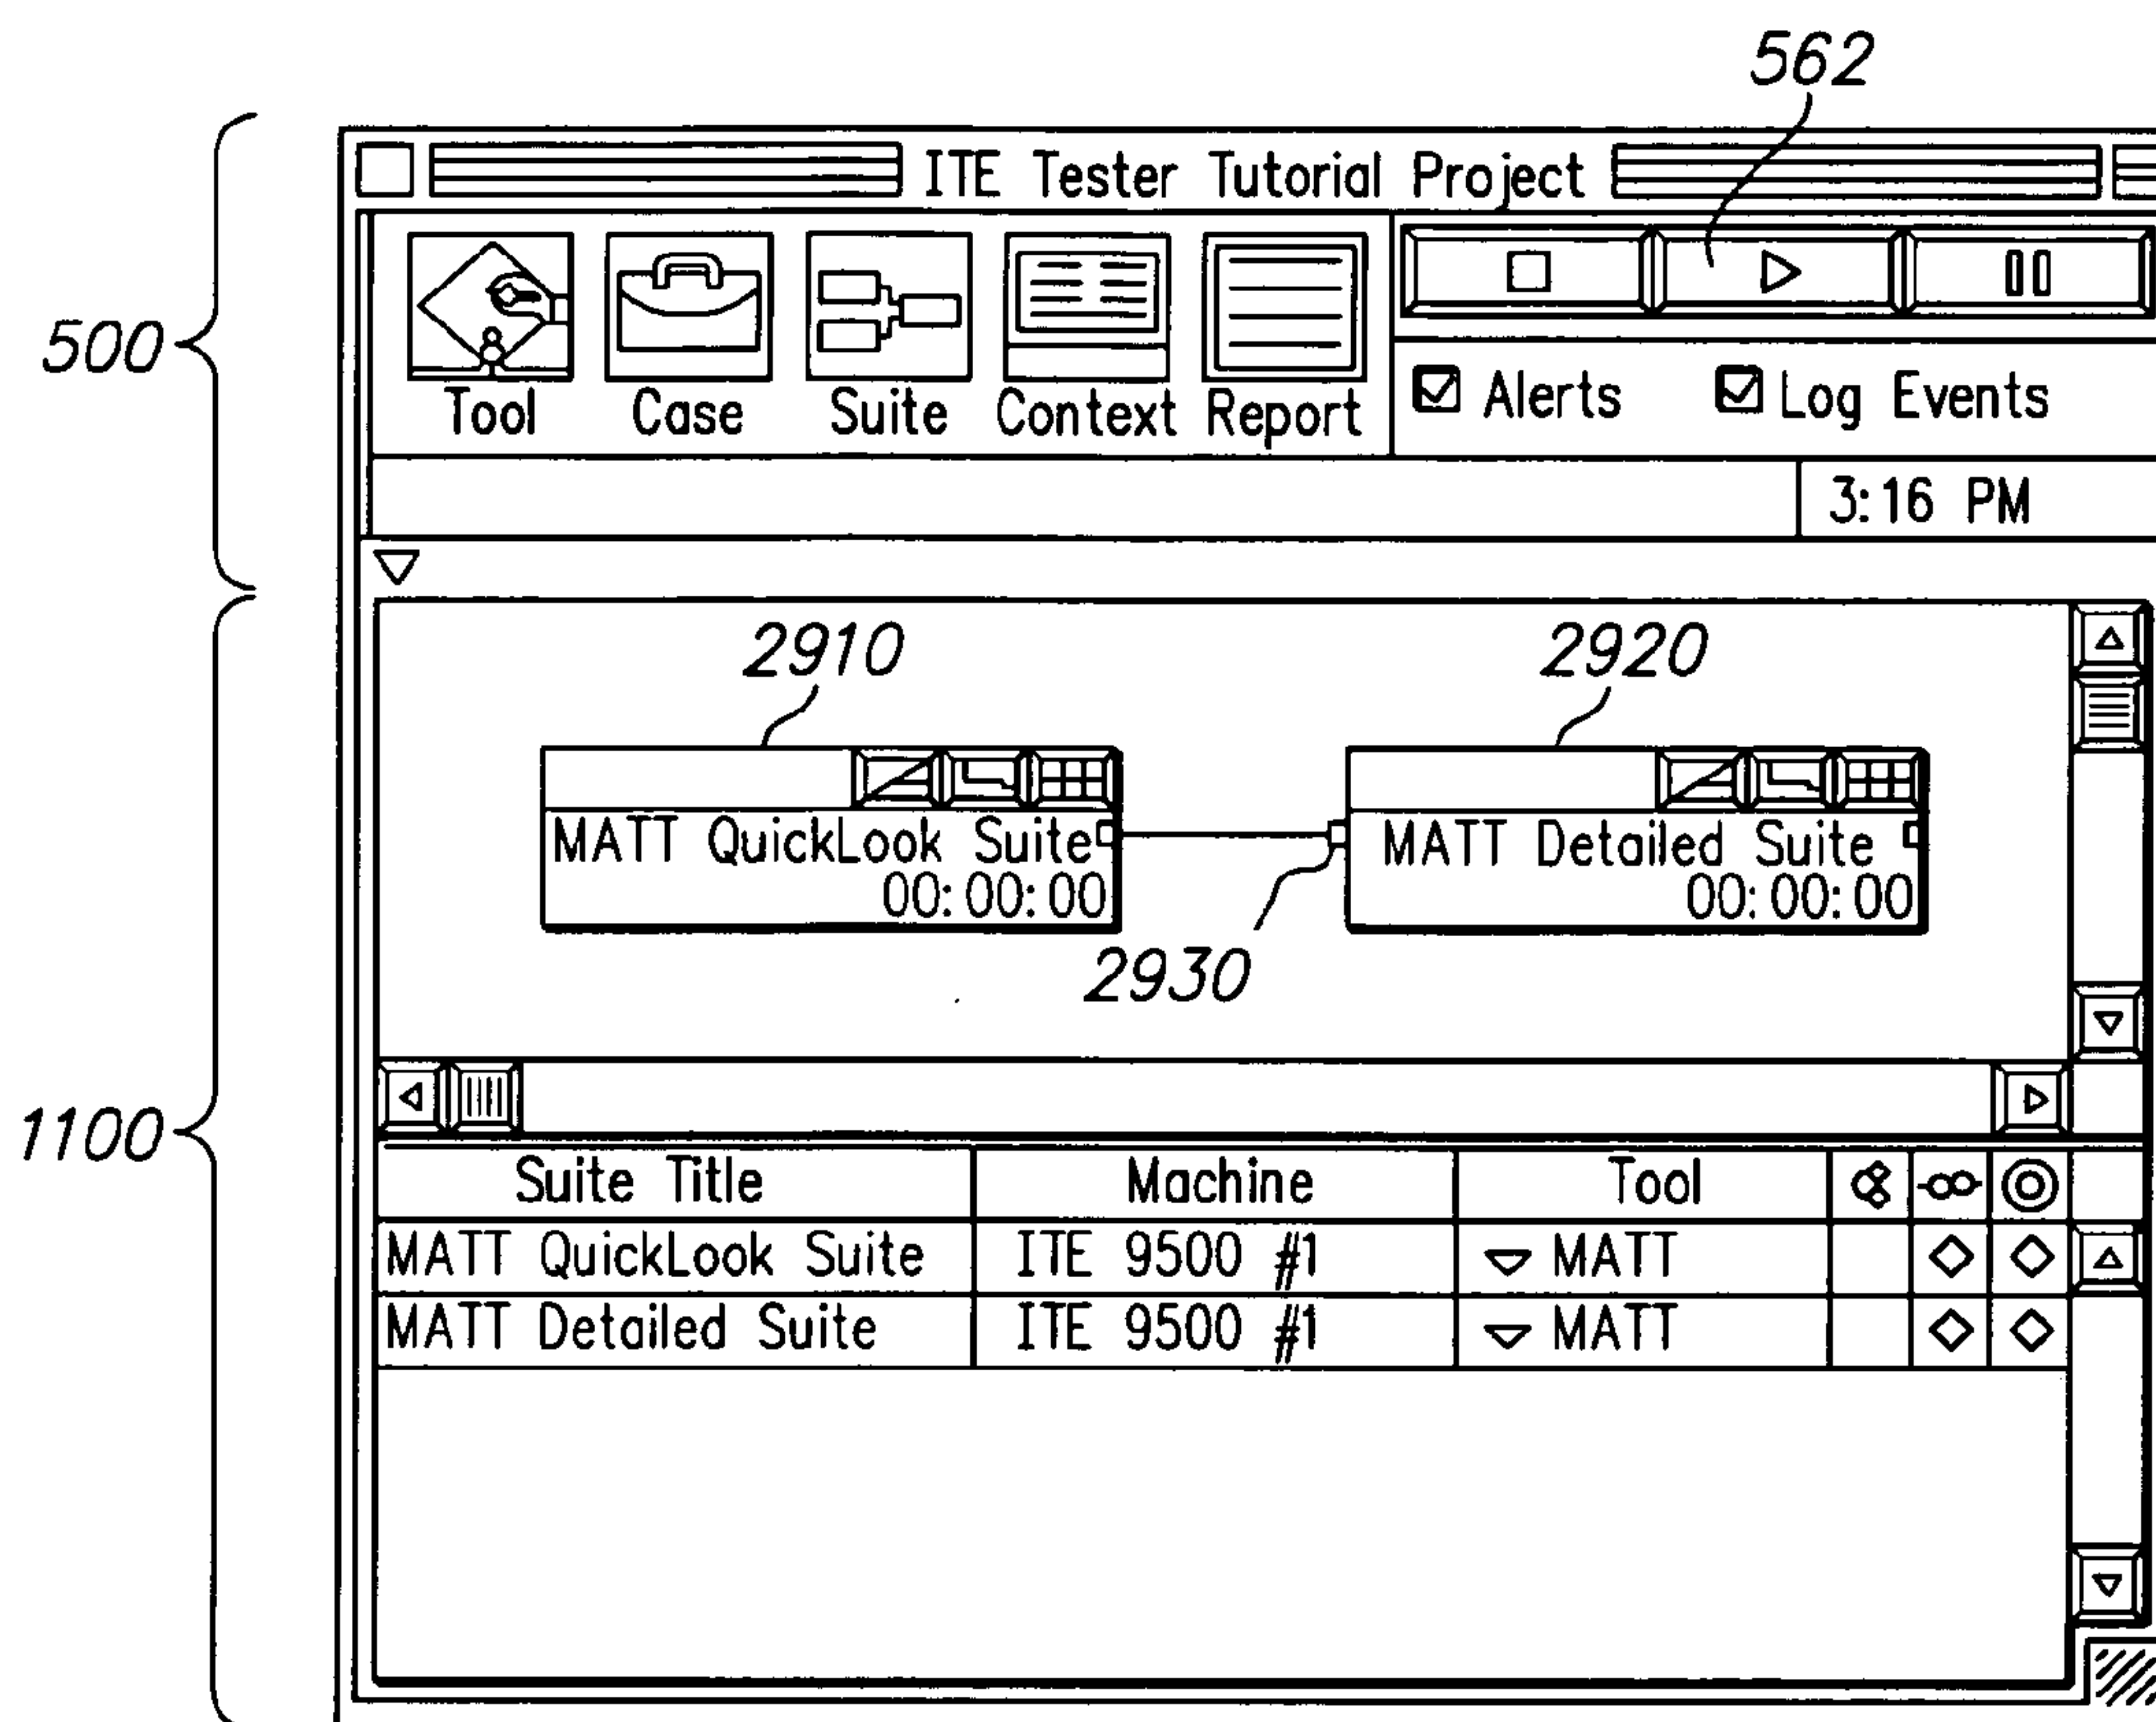 562
ITE Tester Tutorial Project
500
Tool Case Suite Context Report
Alerts Log Events
3:16 PM
2910 2920
MATT QuickLook Suite
00:00:00
MATT Detailed Suite
00:00:00
2930
1100
Suite Title Machine Tool
MATT QuickLook Suite ITE 9500 #1 MATT
MATT Detailed Suite ITE 9500 #1 MATT